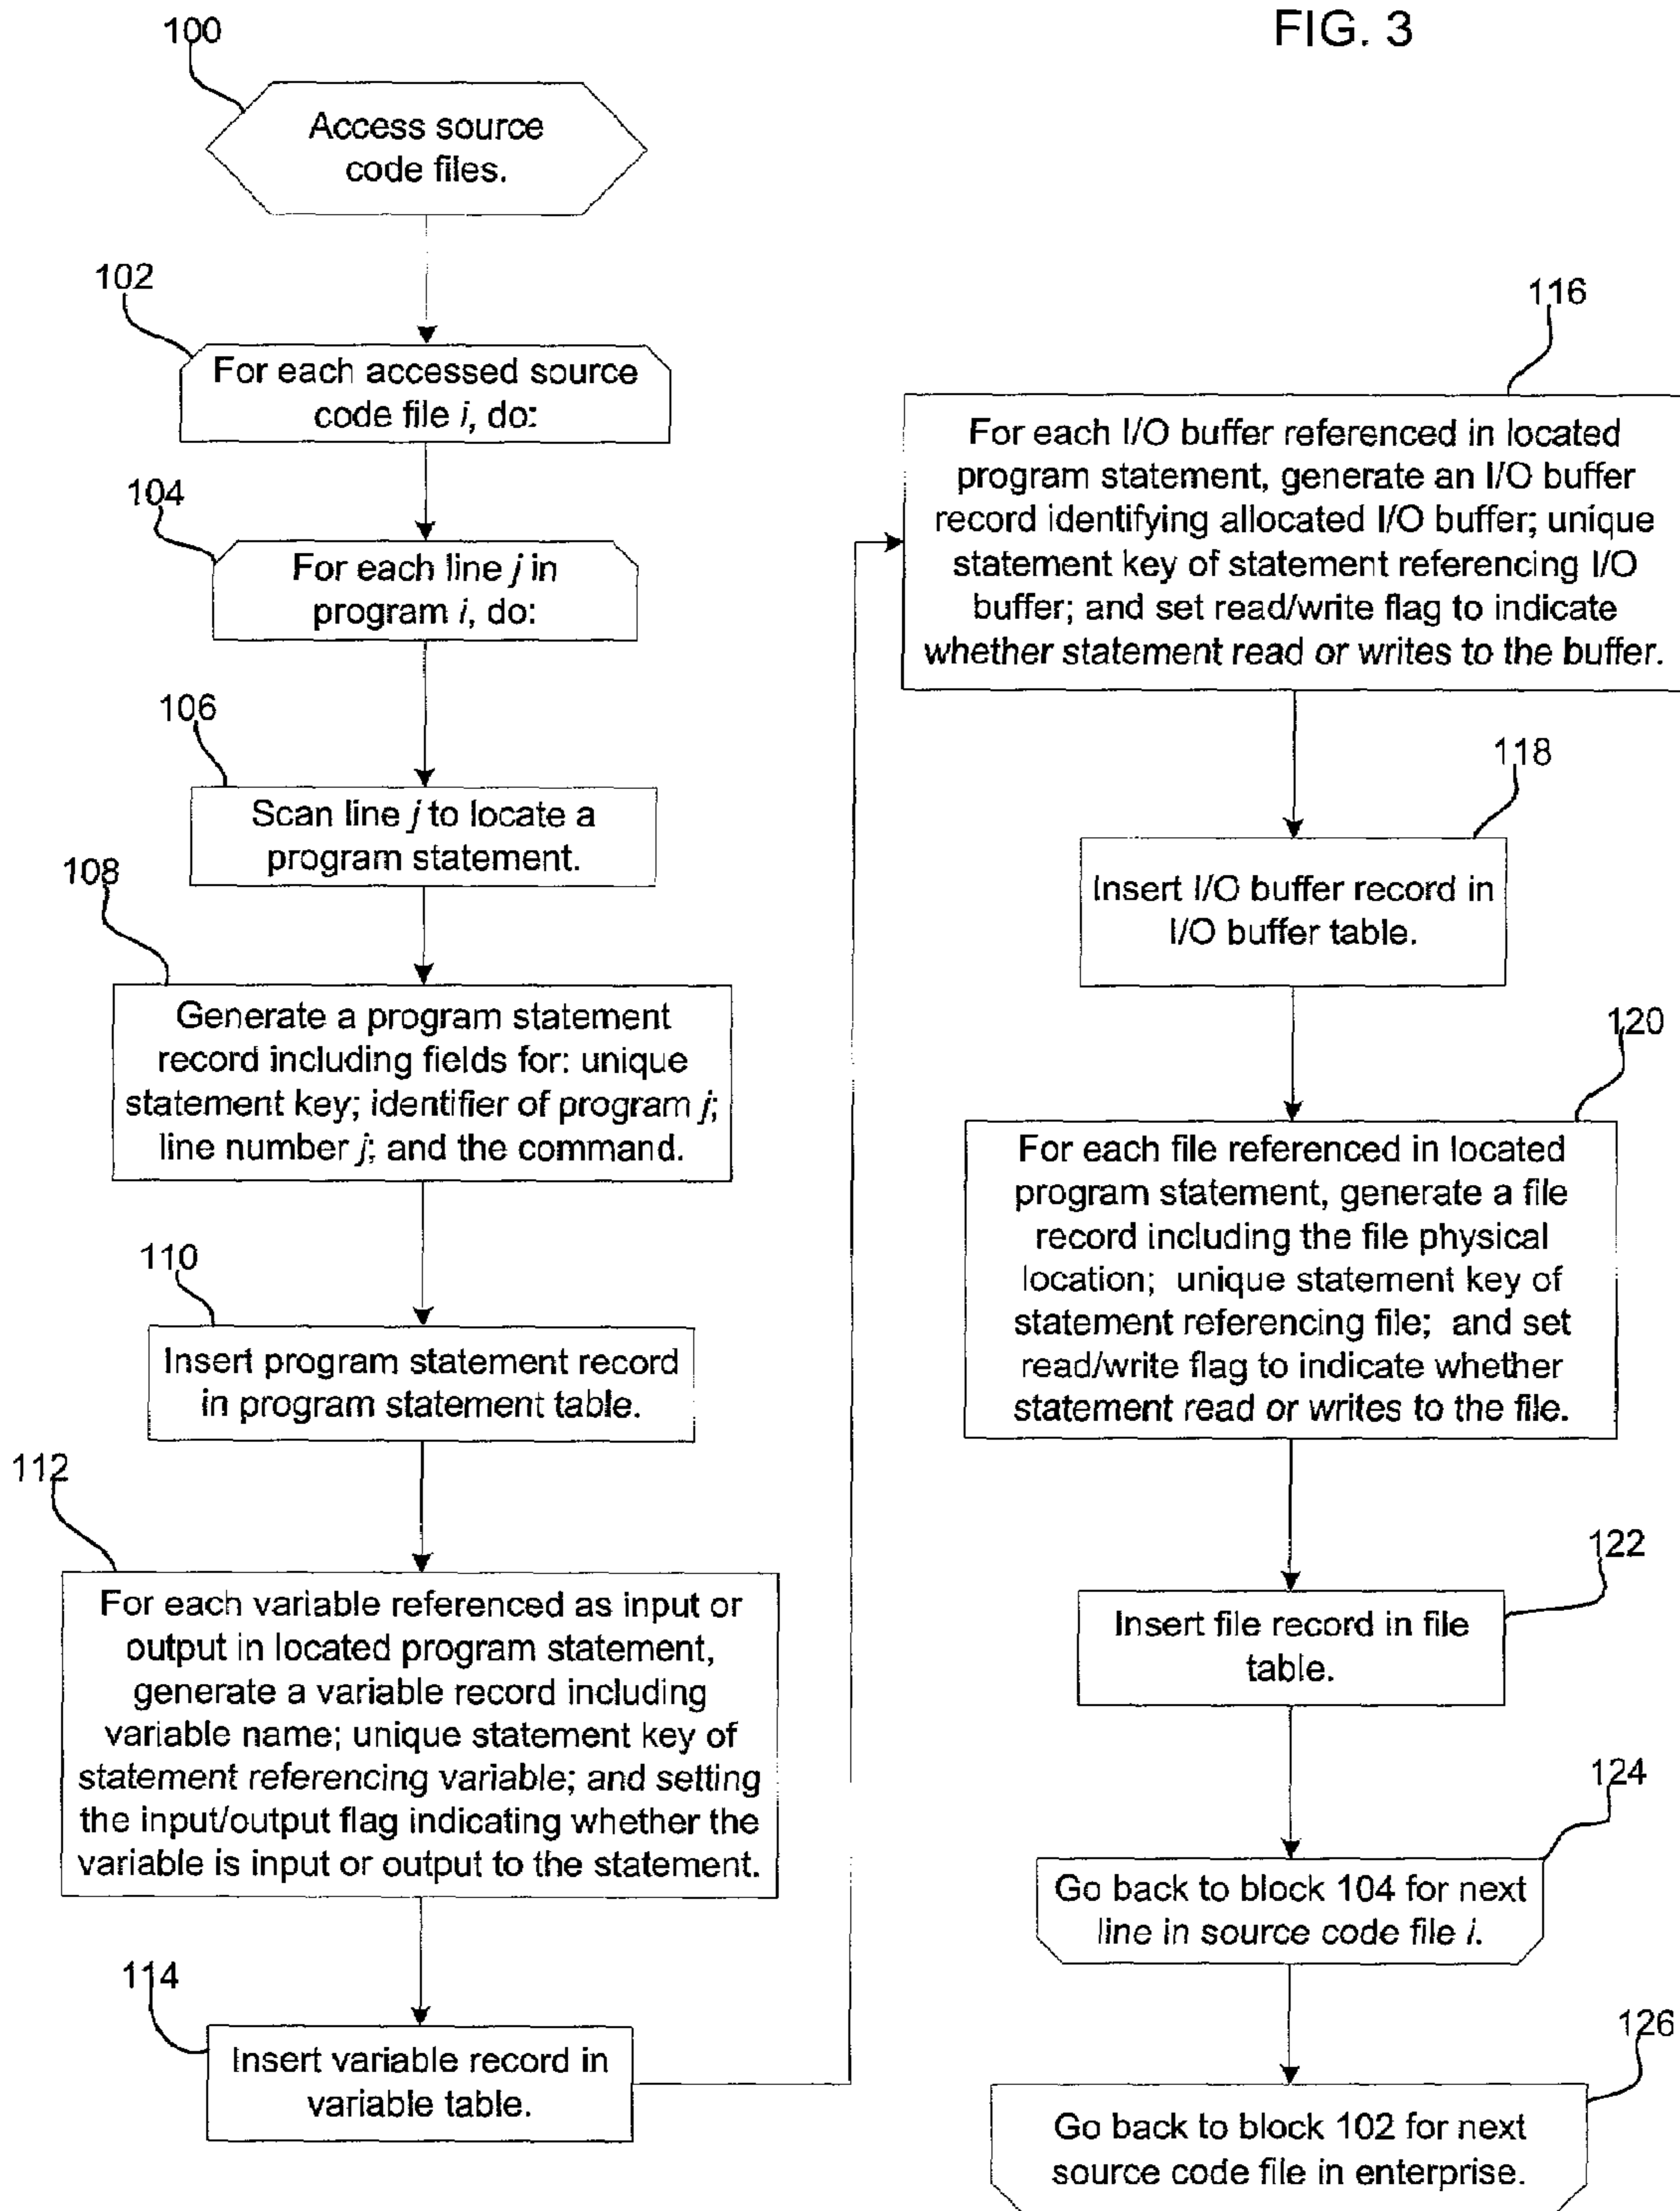 FIG. 3
100
Access source
code files.
102
For each accessed source
code file i, do:
104
For each line j in
program i, do:
106
Scan line j to locate a
program statement.
108
Generate a program statement
record including fields for: unique
statement key; identifier of program j;
line number j; and the command.
110
Insert program statement record
in program statement table.
112
For each variable referenced as input or
output in located program statement,
generate a variable record including
variable name; unique statement key of
statement referencing variable; and setting
the input/output flag indicating whether the
variable is input or output to the statement.
114
Insert variable record in
variable table.
116
For each I/O buffer referenced in located
program statement, generate an I/O buffer
record identifying allocated I/O buffer; unique
statement key of statement referencing I/O
buffer; and set read/write flag to indicate
whether statement read or writes to the buffer.
118
Insert I/O buffer record in
I/O buffer table.
120
For each file referenced in located
program statement, generate a file
record including the file physical
location; unique statement key of
statement referencing file; and set
read/write flag to indicate whether
statement read or writes to the file.
122
Insert file record in file
table.
124
Go back to block 104 for next
line in source code file i.
126
Go back to block 102 for next
source code file in enterprise.